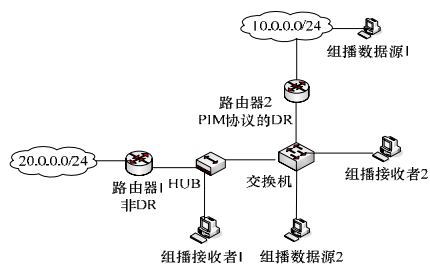 10.0.0.0/24
组播数据源1
路由器2
PIM协议的DR
20.0.0.0/24
路由器1
非DR
HUB
交换机
组播接收者2
组播接收者1
组播数据源2